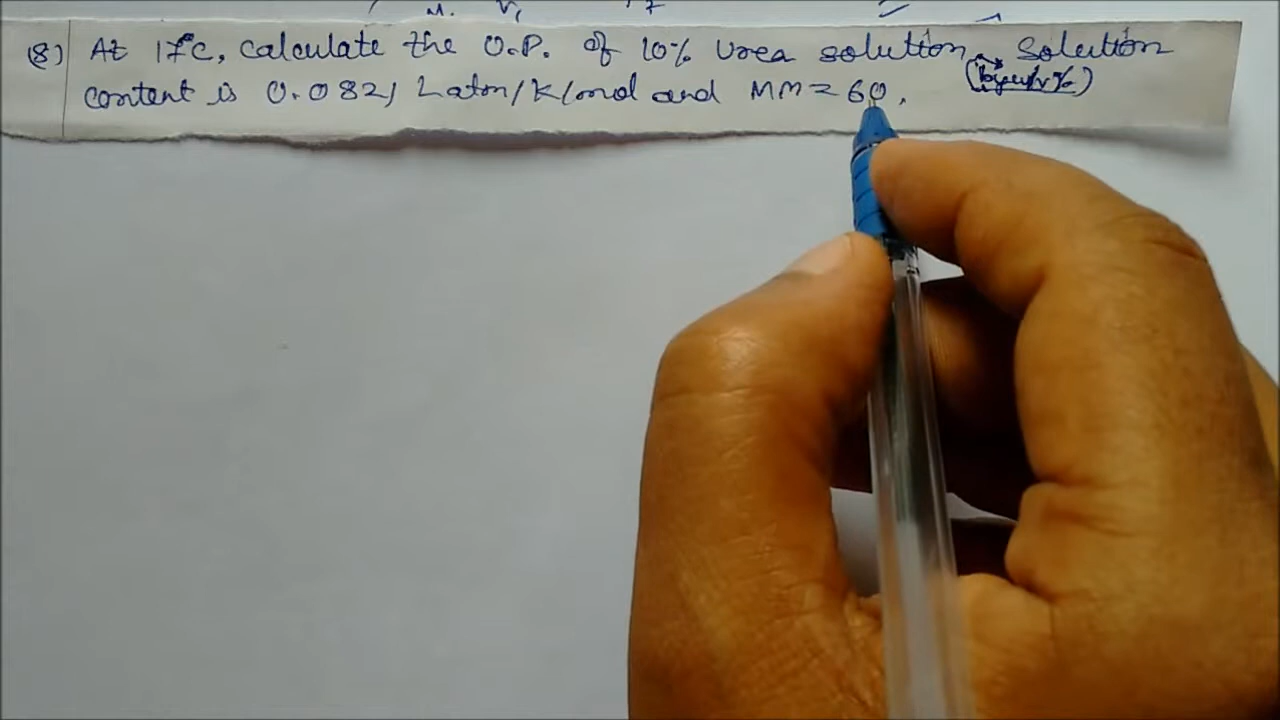 (8) At 17°C, calculate the O.P. of 10% Urea solution. Solution
content is 0.0821 Latm/K/mol and MM = 60. (by w/v%)